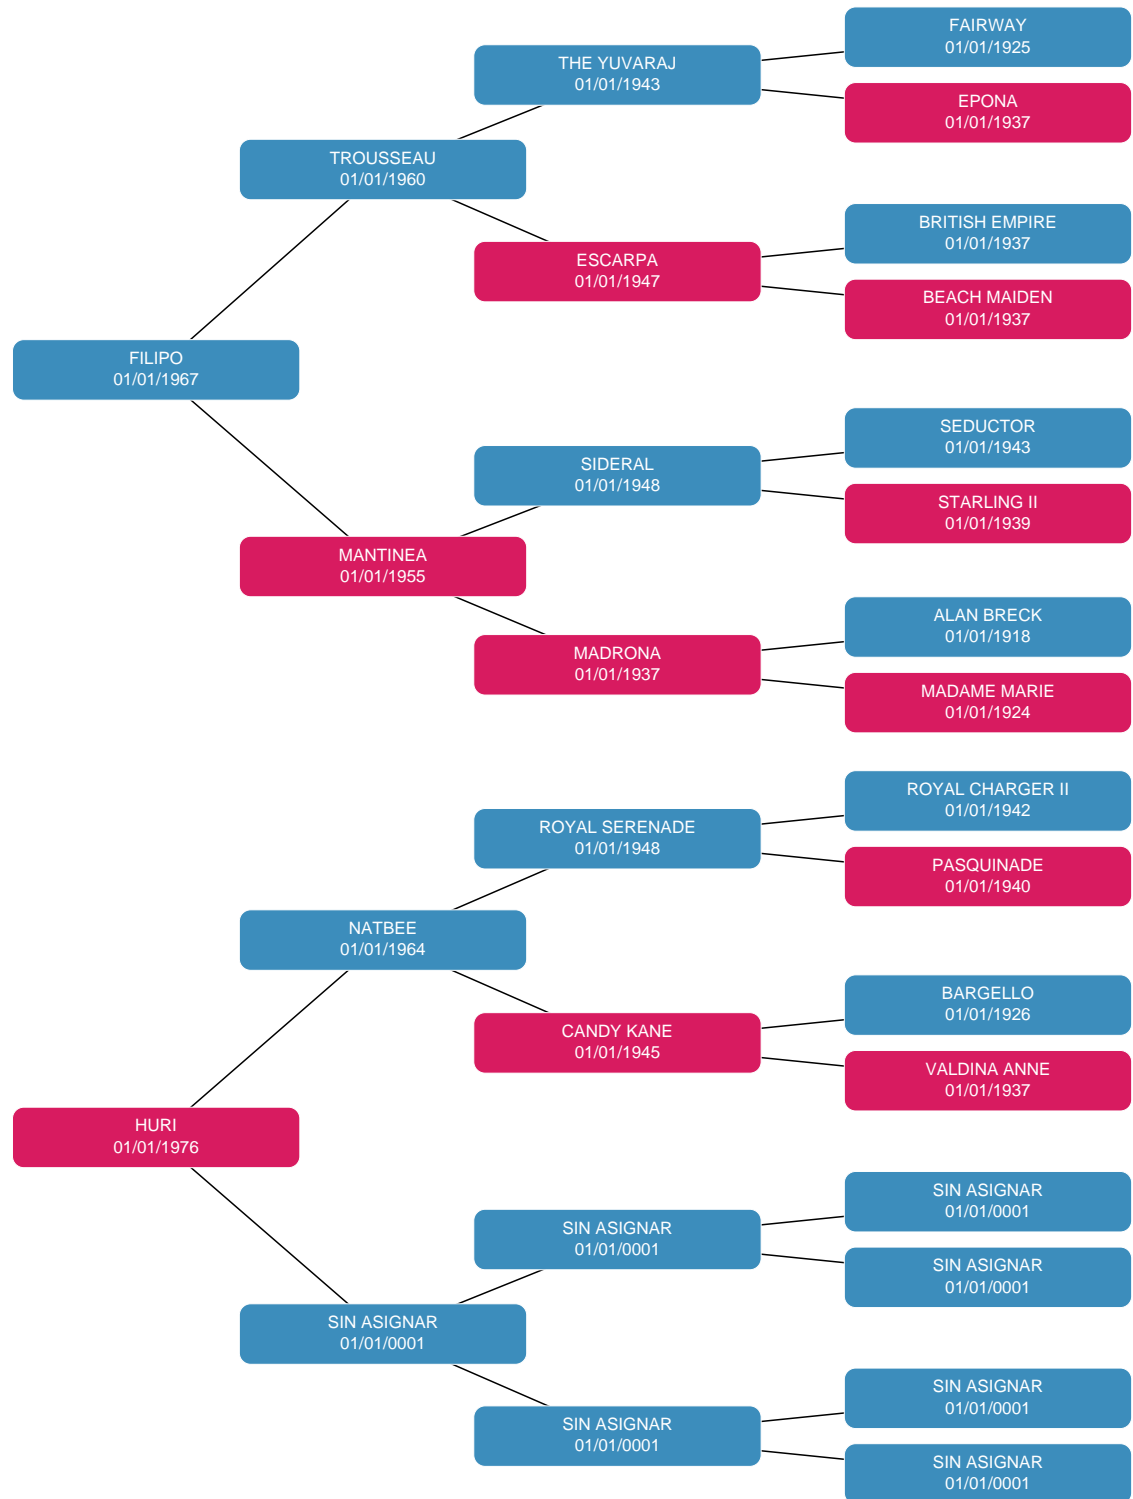 FAIRWAY
01/01/1925
THE YUVARAJ
01/01/1943
EPONA
01/01/1937
TROUSSEAU
01/01/1960
BRITISH EMPIRE
01/01/1937
ESCARPA
01/01/1947
BEACH MAIDEN
01/01/1937
FILIPO
01/01/1967
SEDUCTOR
01/01/1943
SIDERAL
01/01/1948
STARLING II
01/01/1939
MANTINEA
01/01/1955
ALAN BRECK
01/01/1918
MADRONA
01/01/1937
MADAME MARIE
01/01/1924
ROYAL CHARGER II
01/01/1942
ROYAL SERENADE
01/01/1948
PASQUINADE
01/01/1940
NATBEE
01/01/1964
BARGELLO
01/01/1926
CANDY KANE
01/01/1945
VALDINA ANNE
01/01/1937
HURI
01/01/1976
SIN ASIGNAR
01/01/0001
SIN ASIGNAR
01/01/0001
SIN ASIGNAR
01/01/0001
SIN ASIGNAR
01/01/0001
SIN ASIGNAR
01/01/0001
SIN ASIGNAR
01/01/0001
SIN ASIGNAR
01/01/0001